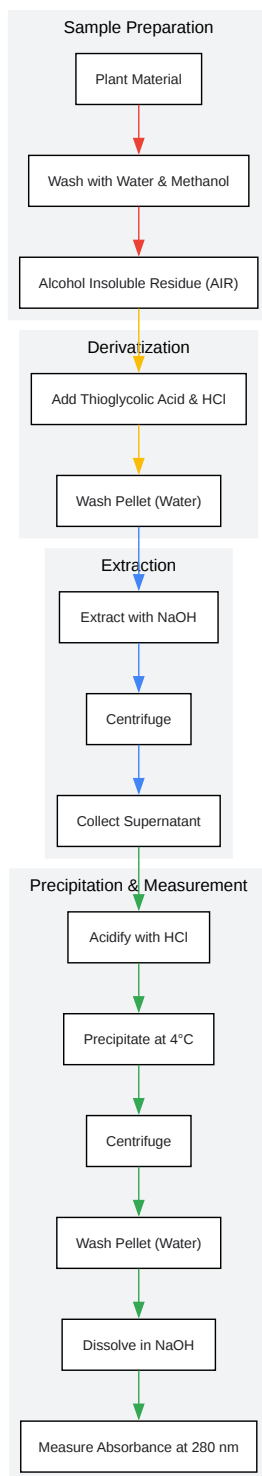 Sample Preparation
Plant Material
Wash with Water & Methanol
Alcohol Insoluble Residue (AIR)
Derivatization
Add Thioglycolic Acid & HCl
Wash Pellet (Water)
Extraction
Extract with NaOH
Centrifuge
Collect Supernatant
Precipitation & Measurement
Acidify with HCl
Precipitate at 4°C
Centrifuge
Wash Pellet (Water)
Dissolve in NaOH
Measure Absorbance at 280 nm